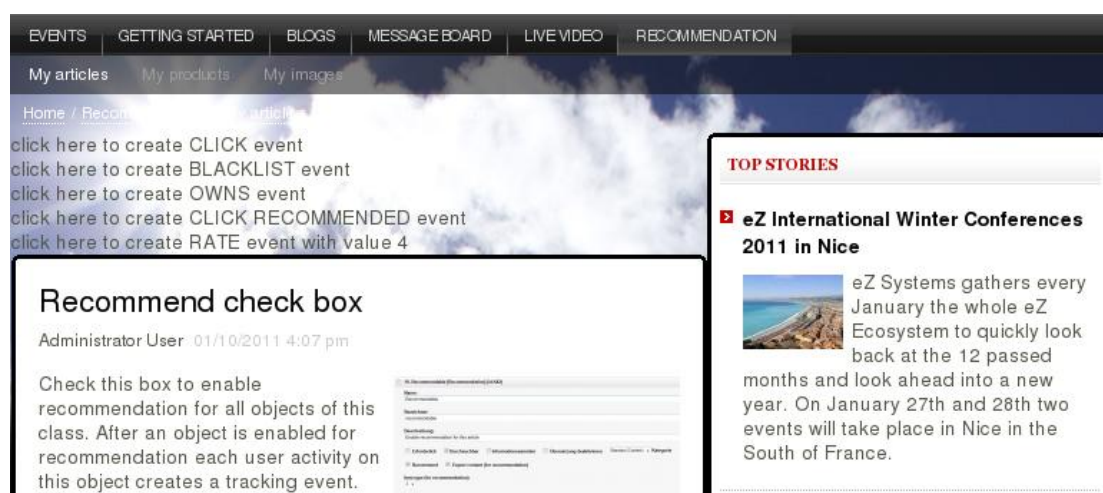 EVENTS GETTING STARTED BLOGS MESSAGE BOARD LIVE VIDEO RECOMMENDATION
My articles My products My images
Home / articles
click here to create CLICK event
click here to create BLACKLIST event
click here to create OWNS event
click here to create CLICK RECOMMENDED event
click here to create RATE event with value 4
Recommend check box
Administrator User 01/10/2011 4:07 pm
Check this box to enable
recommendation for all objects of this
class. After an object is enabled for
recommendation each user activity on
this object creates a tracking event.
TOP STORIES
eZ International Winter Conferences
2011 in Nice
eZ Systems gathers every
January the whole eZ
Ecosystem to quickly look
back at the 12 passed
months and look ahead into a new
year. On January 27th and 28th two
events will take place in Nice in the
South of France.